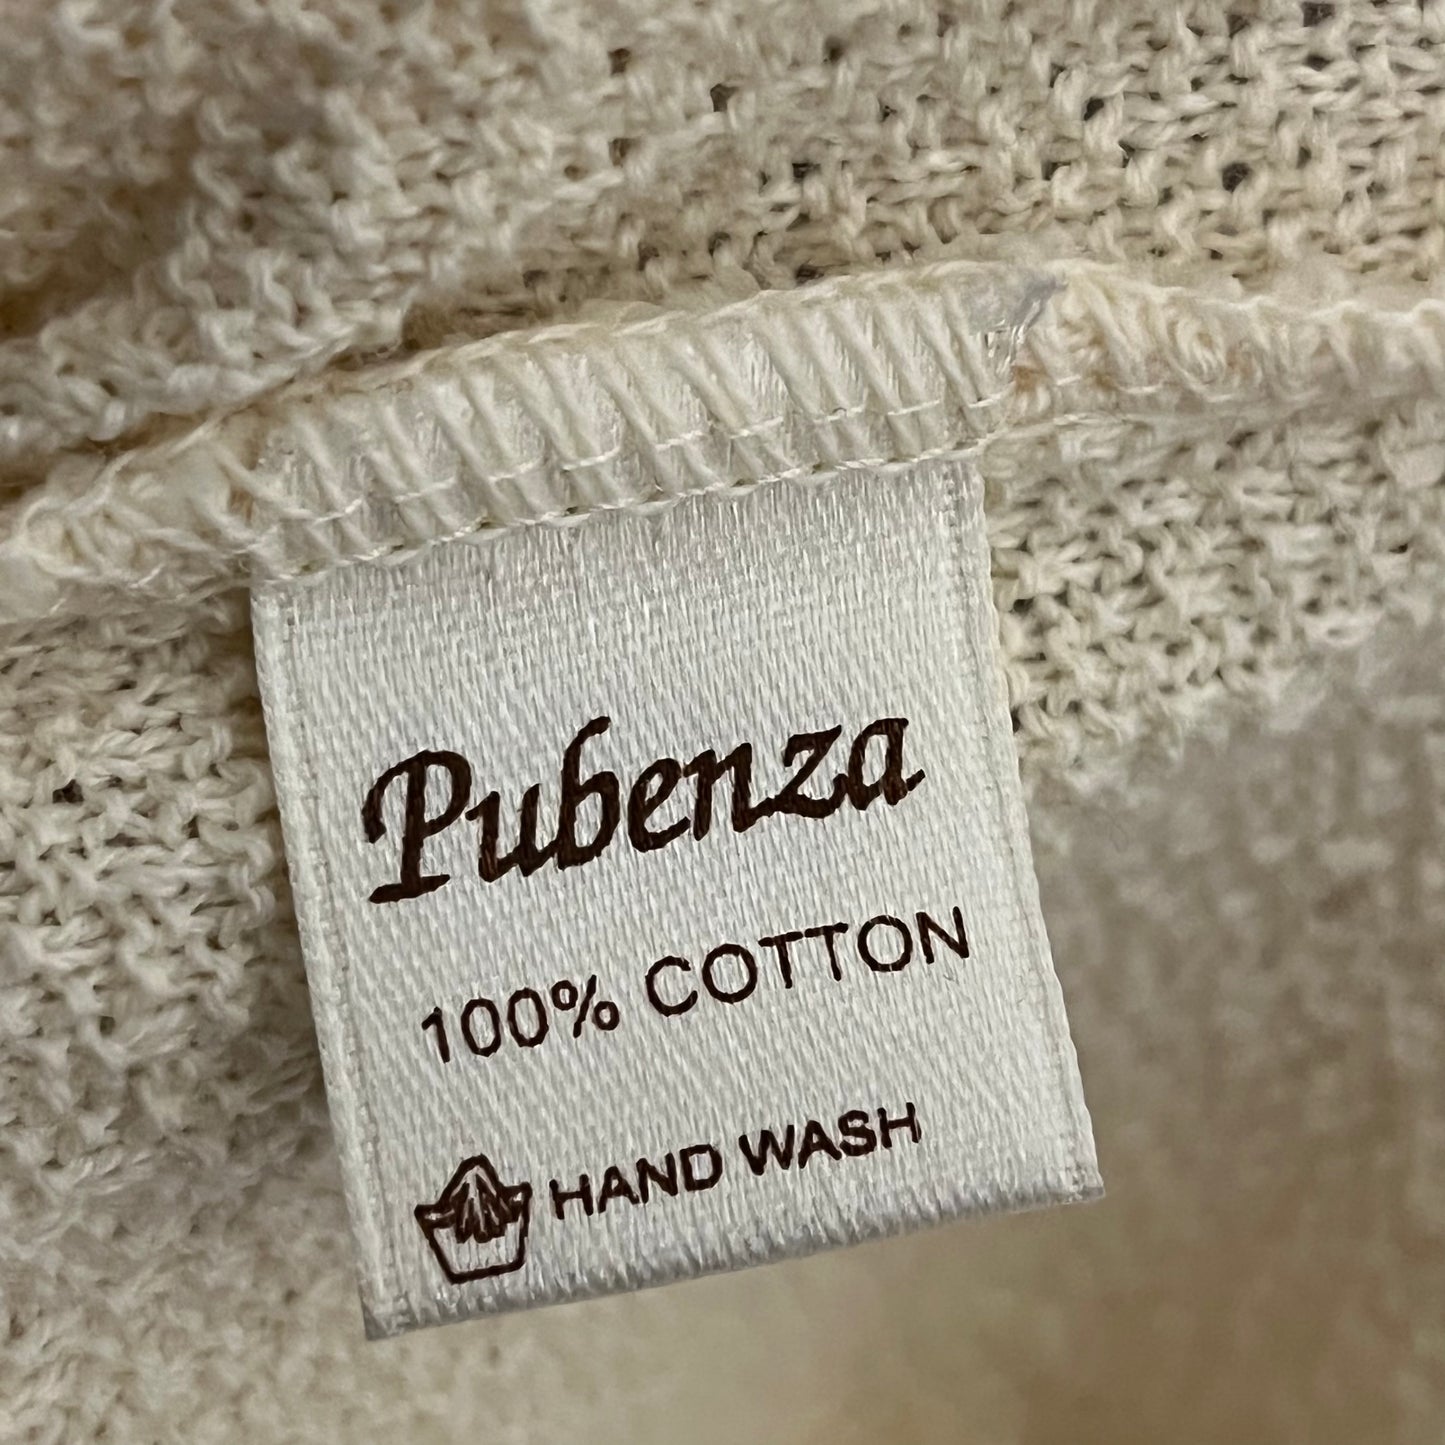 Pubenza
100% COTTON
HAND WASH